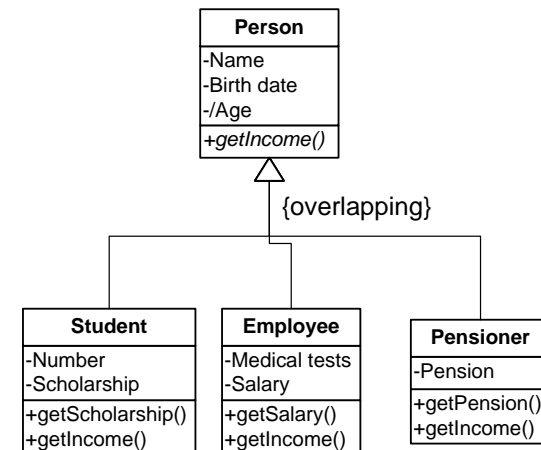 Person
-Name
-Birth date
-/Age
+getIncome()
{overlapping}
Student
-Number
-Scholarship
+getScholarship()
+getIncome()
Employee
-Medical tests
-Salary
+getSalary()
+getIncome()
Pensioner
-Pension
+getPension()
+getIncome()